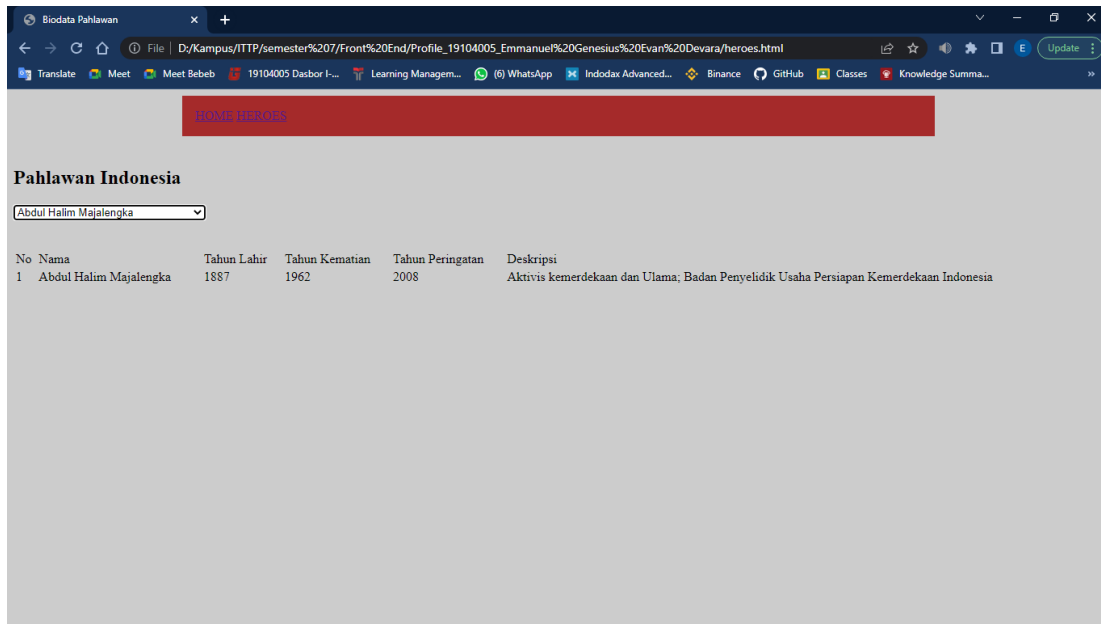 Biodata Pahlawan
File | D:/Kampus/ITTP/semester%207/Front%20End/Profile_19104005_Emmanuel%20Genesius%20Evan%20Devara/heroes.html E Update
Translate Meet Meet Bebeb 19104005 Dasbor I-... Learning Managem... (6) WhatsApp Indodax Advanced... Binance GitHub Classes Knowledge Summa... »
HOME HEROES
Pahlawan Indonesia
Abdul Halim Majalengka
No Nama Tahun Lahir Tahun Kematian Tahun Peringatan Deskripsi
1 Abdul Halim Majalengka 1887 1962 2008 Aktivis kemerdekaan dan Ulama; Badan Penyelidik Usaha Persiapan Kemerdekaan Indonesia